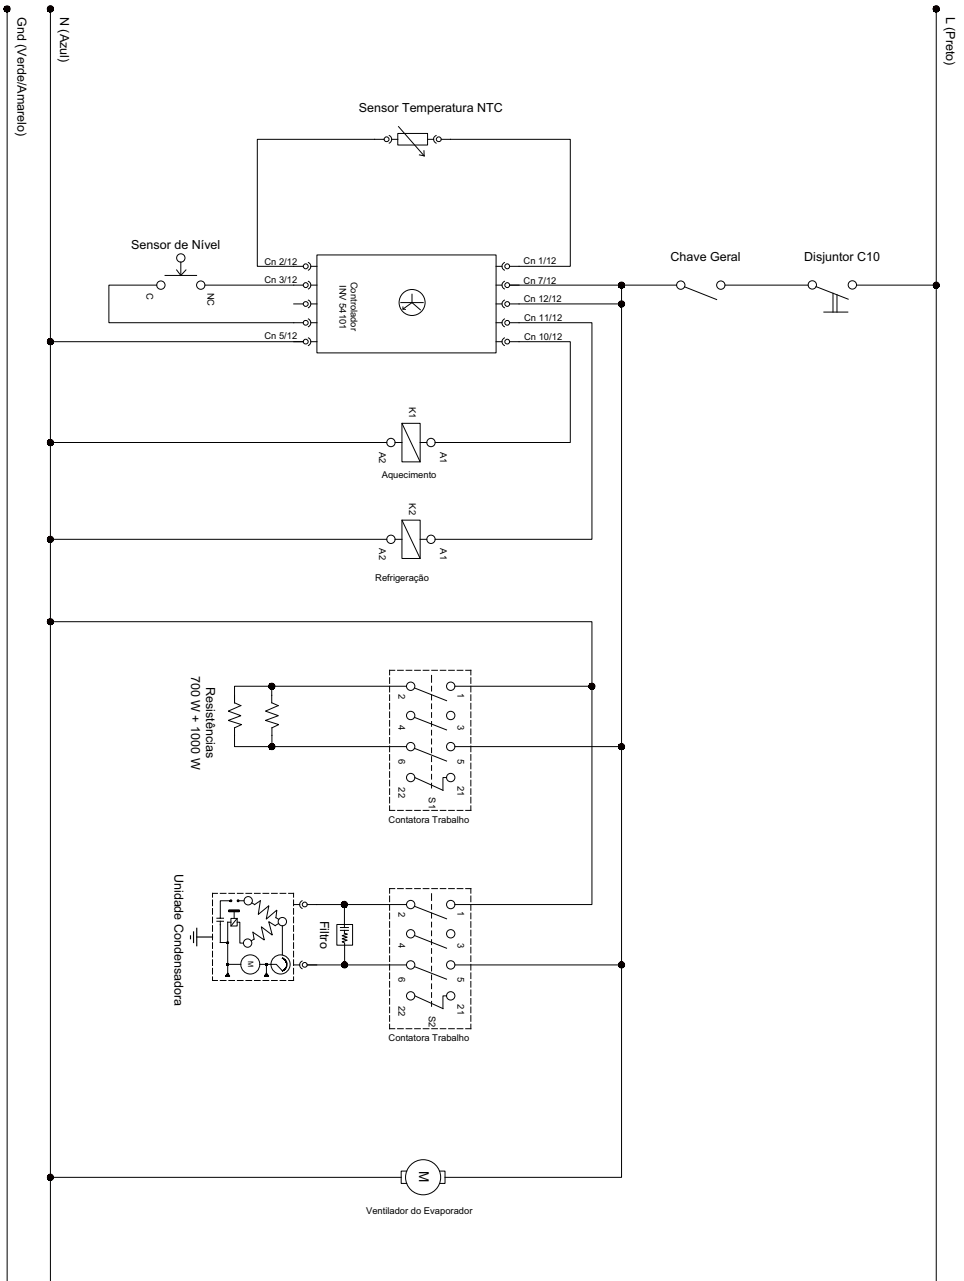 Gnd (Verde/Amarelo)
N (Azul)
L (Preto)
Sensor Temperatura NTC
Sensor de Nível
C
NC
Cn 2/12
Cn 3/12
Cn 5/12
Controlador
INV 54101
Cn 1/12
Cn 7/12
Cn 12/12
Cn 11/12
Cn 10/12
Chave Geral
Disjuntor C10
K1
A2
A1
Aquecimento
K2
A2
A1
Refrigeração
Resistências
700 W + 1000 W
2
1
4
3
6
5
22
21
S1
Contatora Trabalho
Unidade Condensadora
M
Filtro
2
1
4
3
6
5
22
21
S2
Contatora Trabalho
M
Ventilador do Evaporador